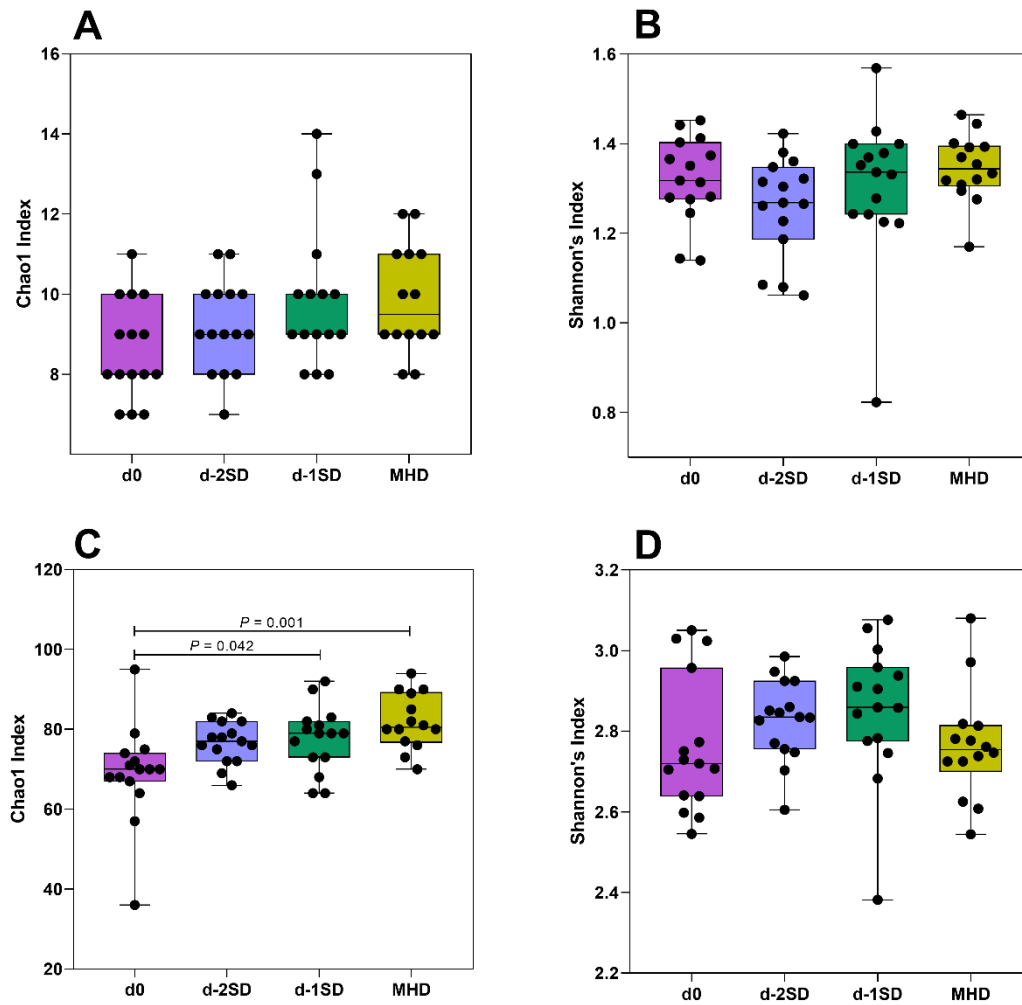 A
16
14
12
10
8
Chao1 Index
d0 d-2SD d-1SD MHD
B
1.6
1.4
1.2
1.0
0.8
Shannon's Index
d0 d-2SD d-1SD MHD
C
120
100
80
60
40
20
Chao1 Index
P = 0.001
P = 0.042
d0 d-2SD d-1SD MHD
D
3.2
3.0
2.8
2.6
2.4
2.2
Shannon's Index
d0 d-2SD d-1SD MHD